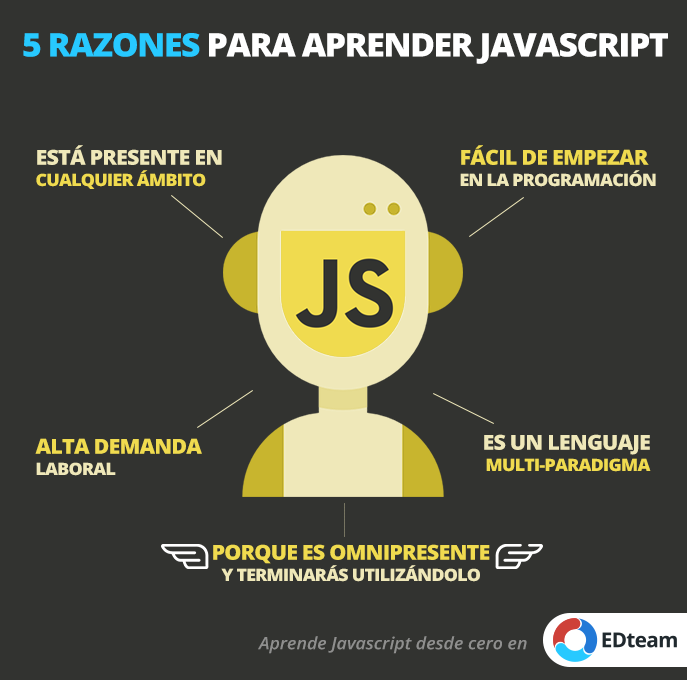 5 RAZONES PARA APRENDER JAVASCRIPT
ESTÁ PRESENTE EN
CUALQUIER ÁMBITO
FÁCIL DE EMPEZAR
EN LA PROGRAMACIÓN
JS
ALTA DEMANDA
LABORAL
ES UN LENGUAJE
MULTI-PARADIGMA
PORQUE ES OMNIPRESENTE
Y TERMINARÁS UTILIZÁNDOLO
Aprende Javascript desde cero en
EDteam